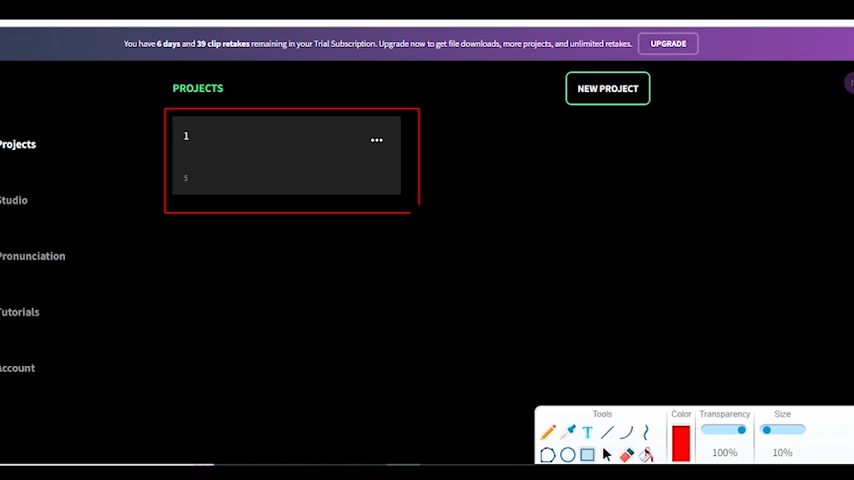 You have 6 days and 39 clip retakes remaining in your Trial Subscription. Upgrade now to get file downloads, more projects, and unlimited retakes.
UPGRADE
PROJECTS
NEW PROJECT
1
5
Projects
Studio
Pronunciation
Tutorials
Account
Tools
Color
Transparency
Size
T
100%
10%